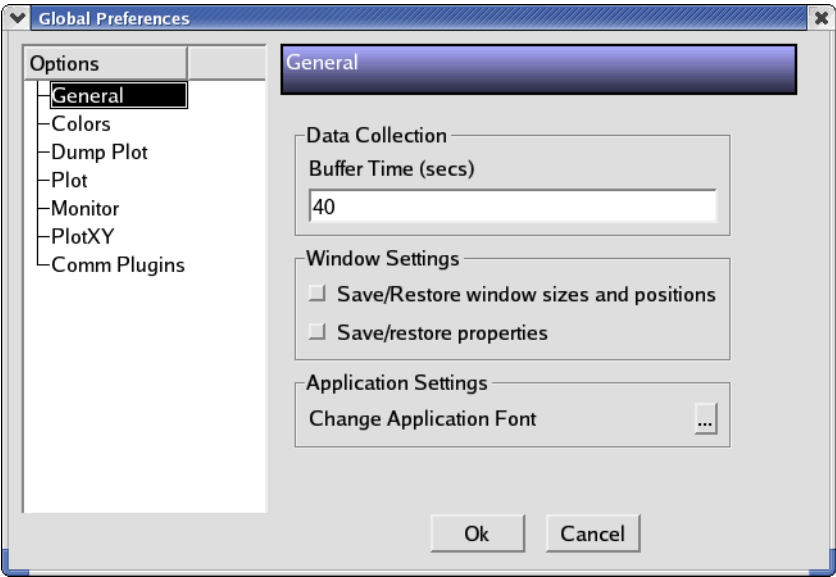 Global Preferences
Options
General
Colors
Dump Plot
Plot
Monitor
PlotXY
Comm Plugins
General
Data Collection
Buffer Time (secs)
40
Window Settings
Save/Restore window sizes and positions
Save/restore properties
Application Settings
Change Application Font
...
Ok
Cancel